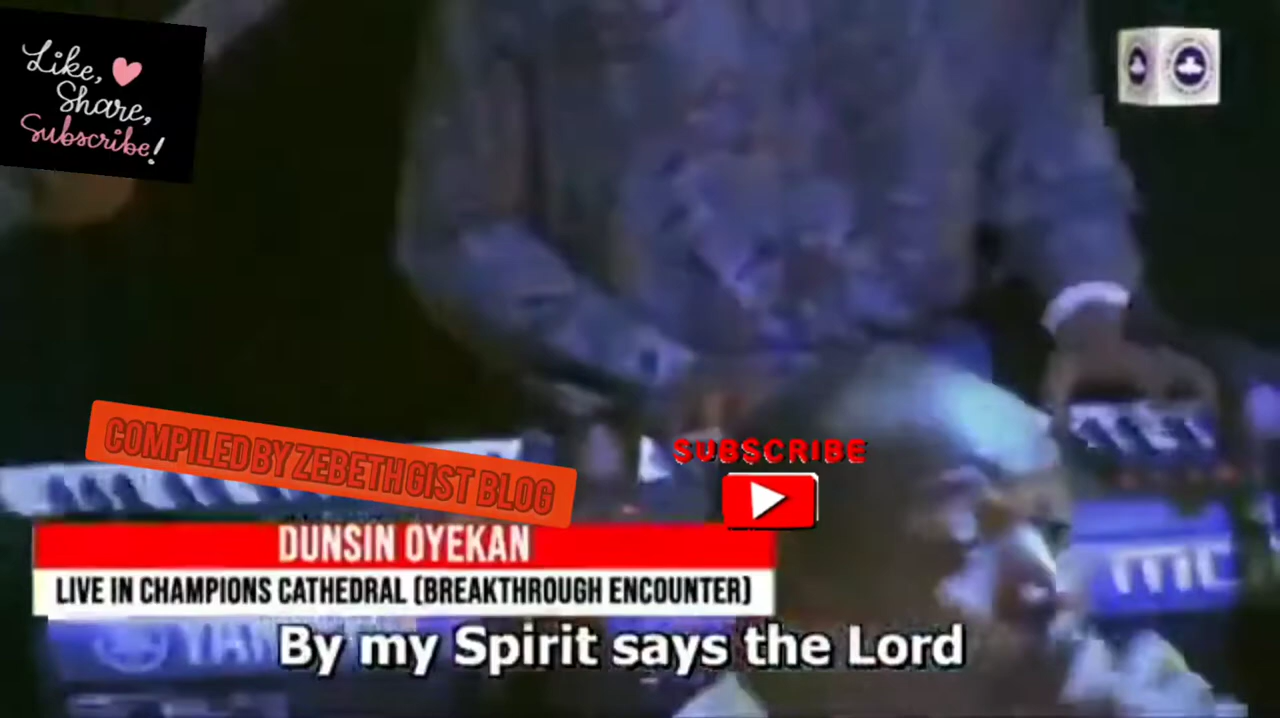 Like,
Share,
Subscribe!
COMPILED BY ZEBETH GIST BLOG
SUBSCRIBE
DUNSIN OYEKAN
LIVE IN CHAMPIONS CATHEDRAL (BREAKTHROUGH ENCOUNTER)
By my Spirit says the Lord